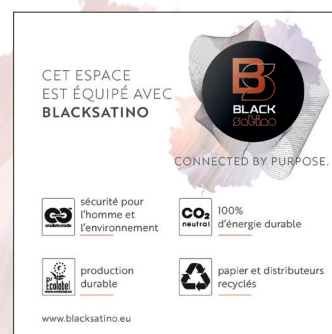 CET ESPACE
EST ÉQUIPÉ AVEC
BLACKSATINO
BLACK
satino
CONNECTED BY PURPOSE.
sécurité pour
l'homme et
l'environnement
CO₂
neutral
100%
d'énergie durable
EU
Ecolabel
production
durable
papier et distributeurs
recyclés
www.blacksatino.eu